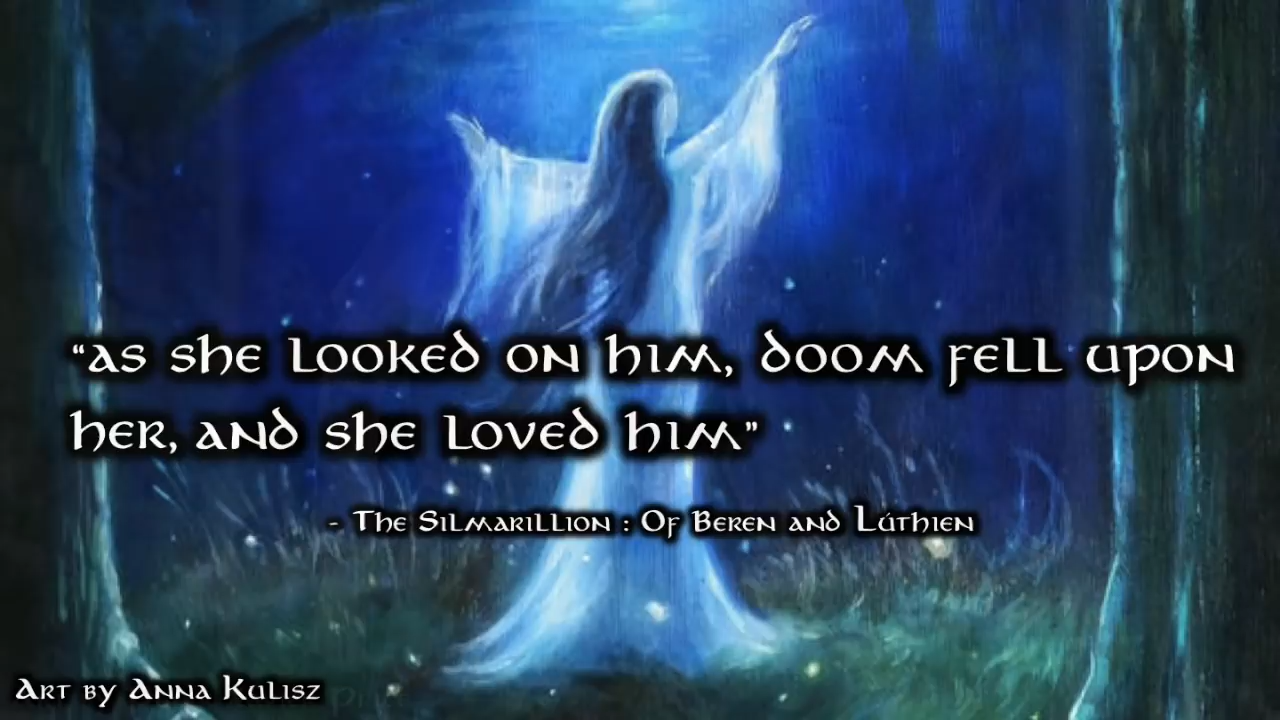 “as she looked on him, doom fell upon
her, and she loved him”
- The Silmarillion : Of Beren and Lúthien
Art by Anna Kulisz